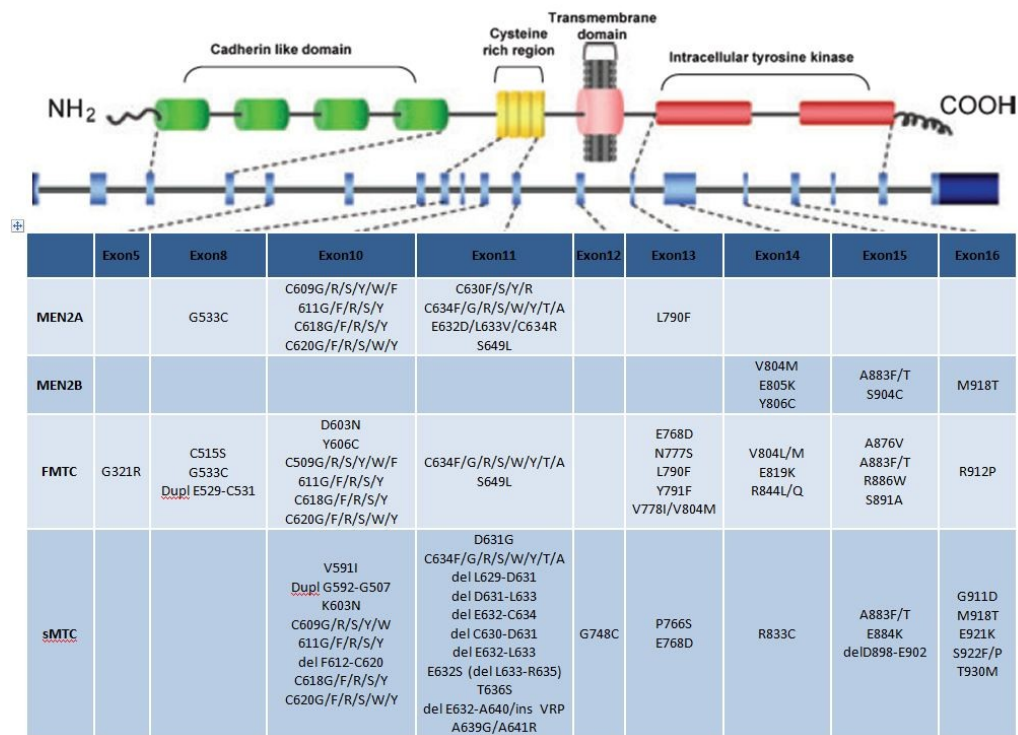 Transmembrane
domain
Cysteine
rich region
Cadherin like domain
Intracellular tyrosine kinase
NH2
COOH
Exon5 Exon8 Exon10 Exon11 Exon12 Exon13 Exon14 Exon15 Exon16
MEN2A
G533C
C609G/R/S/Y/W/F
611G/F/R/S/Y
C618G/F/R/S/Y
C620G/F/R/S/W/Y
C630F/S/Y/R
C634F/G/R/S/W/Y/T/A
E632D/L633V/C634R
S649L
L790F
MEN2B
V804M
E805K
Y806C
A883F/T
S904C
M918T
FMTC
G321R
C515S
G533C
Dupl E529-C531
D603N
Y606C
C509G/R/S/Y/W/F
611G/F/R/S/Y
C618G/F/R/S/Y
C620G/F/R/S/W/Y
C634F/G/R/S/W/Y/T/A
S649L
E768D
N777S
L790F
Y791F
V778I/V804M
V804L/M
E819K
R844L/Q
A876V
A883F/T
R886W
S891A
R912P
sMTC
V591I
Dupl G592-G507
K603N
C609G/R/S/Y/W
611G/F/R/S/Y
del F612-C620
C618G/F/R/S/Y
C620G/F/R/S/W/Y
D631G
C634F/G/R/S/W/Y/T/A
del L629-D631
del D631-L633
del E632-C634
del C630-D631
del E632-L633
E632S (del L633-R635)
T636S
del E632-A640/ins VRP
A639G/A641R
G748C
P766S
E768D
R833C
A883F/T
E884K
delD898-E902
G911D
M918T
E921K
S922F/P
T930M